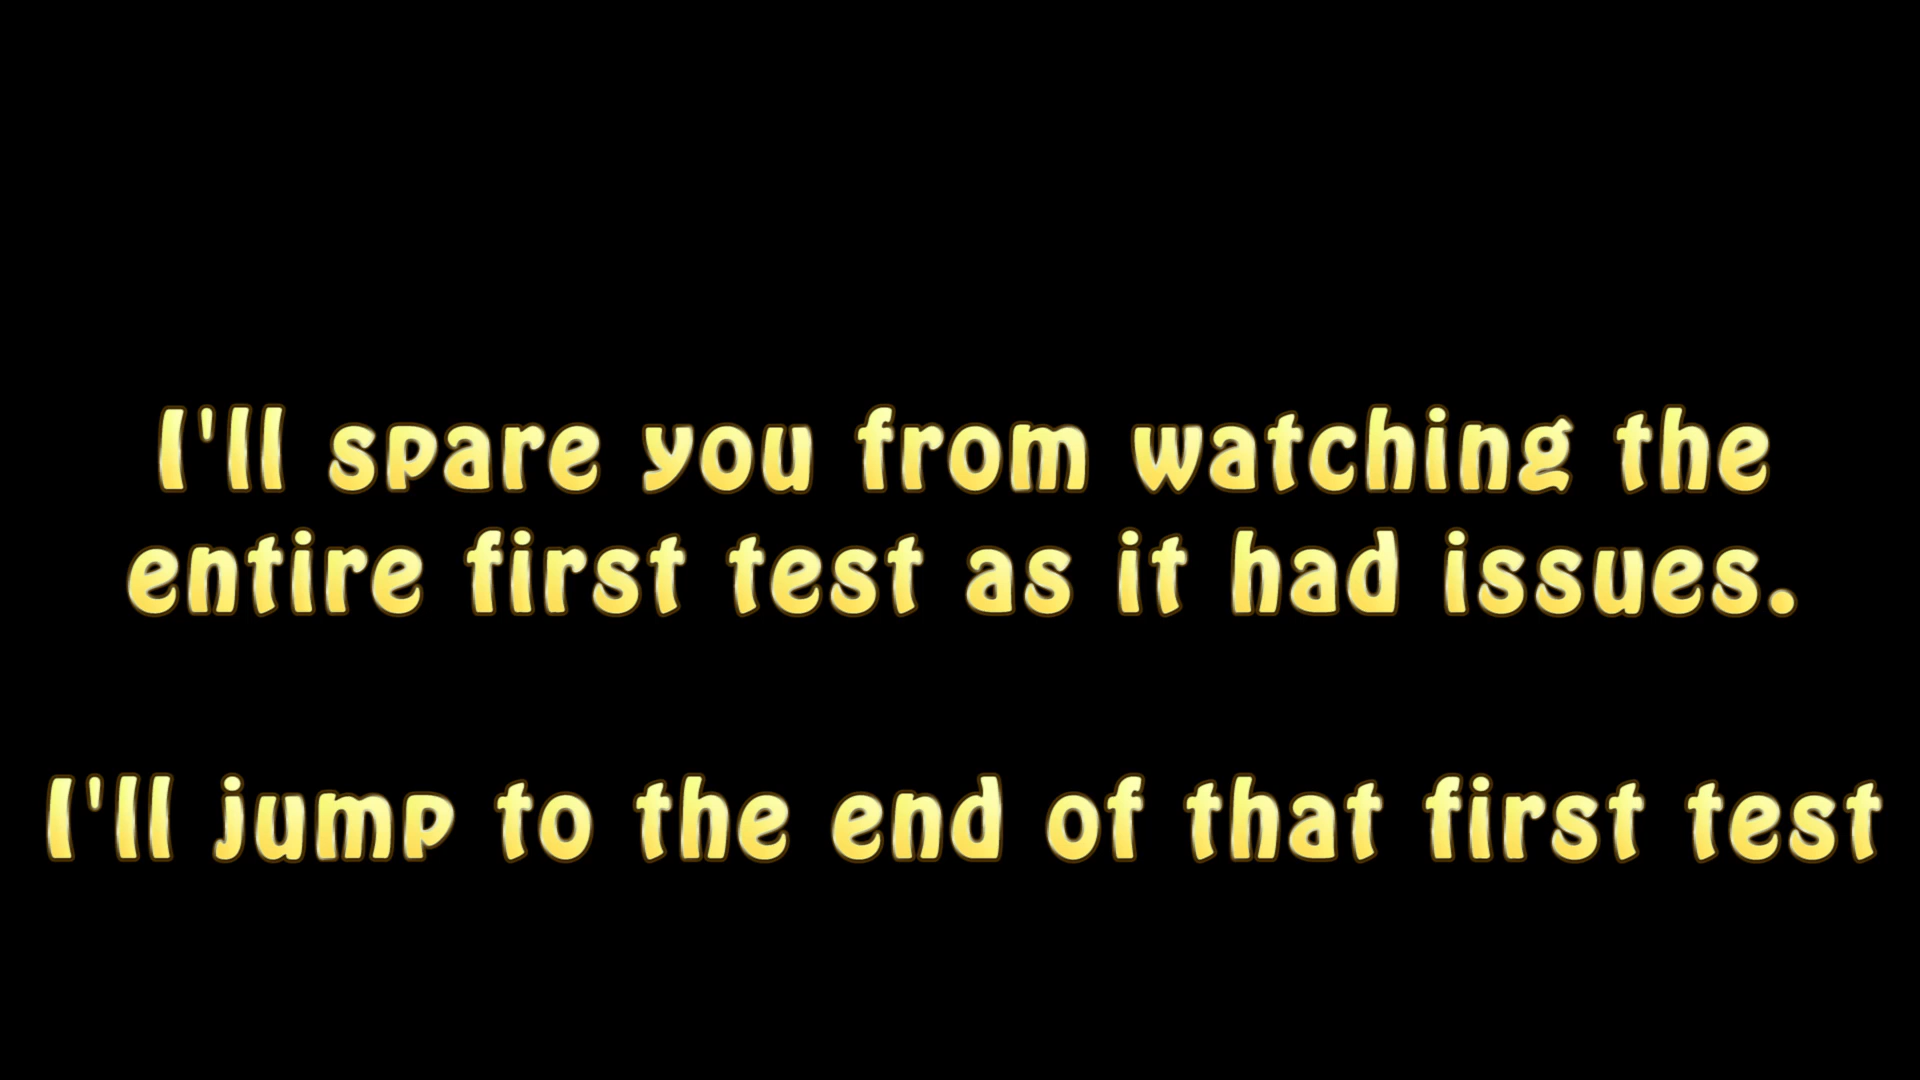 I'll spare you from watching the
entire first test as it had issues.
I'll jump to the end of that first test